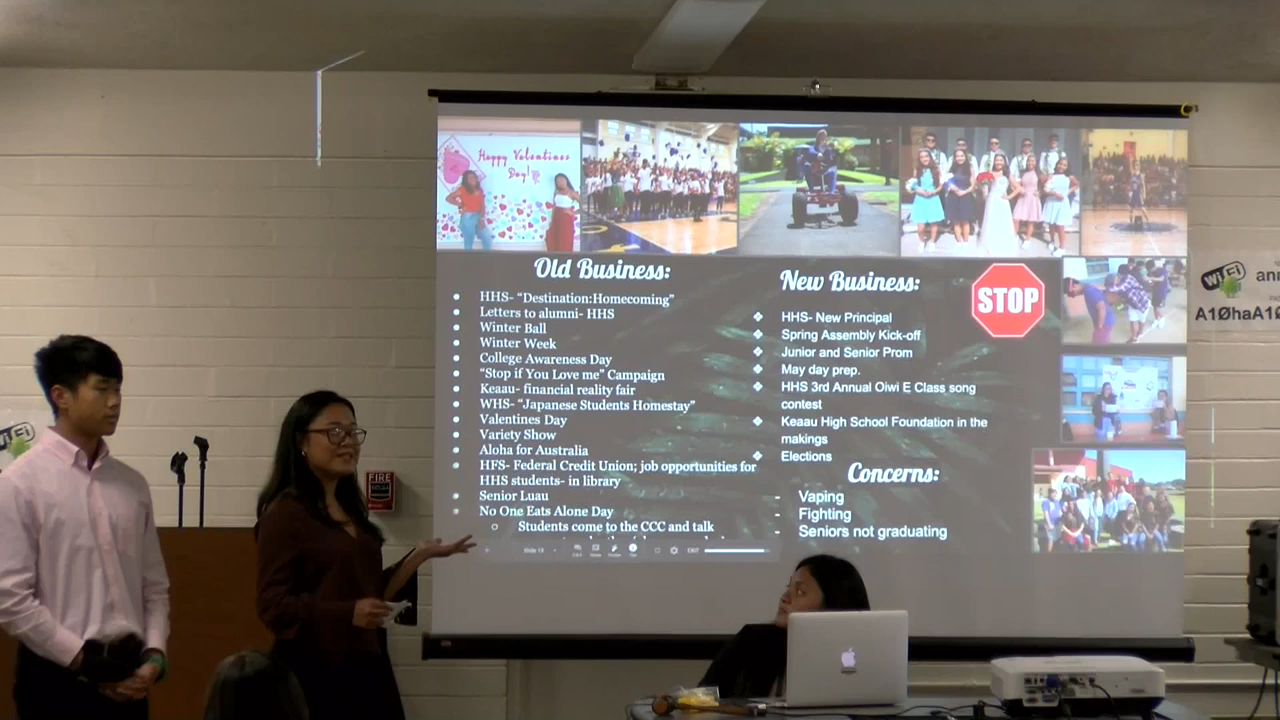 Happy Valentines
Day!
Old Business:
HHS- “Destination:Homecoming”
Letters to alumni- HHS
Winter Ball
Winter Week
College Awareness Day
“Stop if You Love me” Campaign
Keaau- financial reality fair
WHS- “Japanese Students Homestay”
Valentines Day
Variety Show
Aloha for Australia
HFS- Federal Credit Union; job opportunities for
HHS students- in library
Senior Luau
No One Eats Alone Day
Students come to the CCC and talk
New Business:
STOP
HHS- New Principal
Spring Assembly Kick-off
Junior and Senior Prom
May day prep.
HHS 3rd Annual Oiwi E Class song
contest
Keaau High School Foundation in the
makings
Elections
Concerns:
- Vaping
- Fighting
- Seniors not graduating
Slide
EXIT
WiFi
FIRE
WiFi